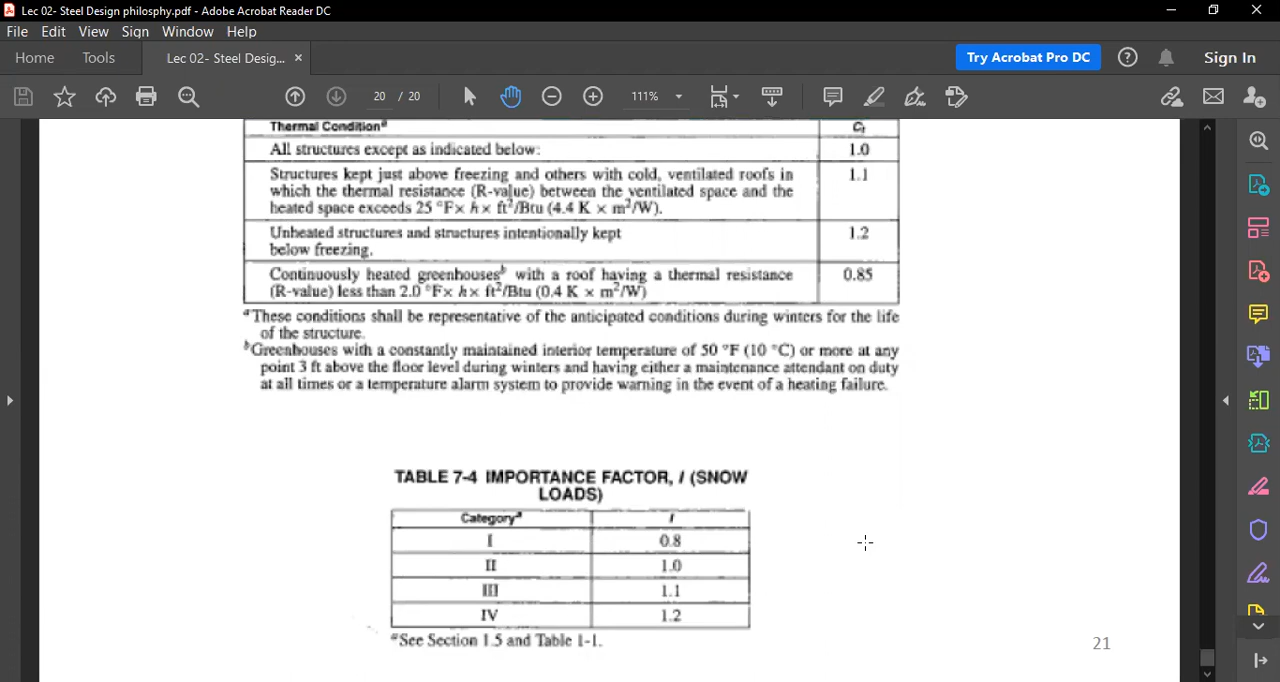 Lec 02- Steel Design philosphy.pdf - Adobe Acrobat Reader DC
File Edit View Sign Window Help
Home Tools Lec 02- Steel Desig... × Try Acrobat Pro DC Sign In
20 / 20 111%
Thermal Conditionᵃ Cₜ
All structures except as indicated below: 1.0
Structures kept just above freezing and others with cold, ventilated roofs in 1.1
which the thermal resistance (R-value) between the ventilated space and the
heated space exceeds 25 °F× h × ft²/Btu (4.4 K × m²/W).
Unheated structures and structures intentionally kept 1.2
below freezing.
Continuously heated greenhousesᵇ with a roof having a thermal resistance 0.85
(R-value) less than 2.0 °F× h× ft²/Btu (0.4 K × m²/W)
ᵃThese conditions shall be representative of the anticipated conditions during winters for the life
of the structure.
ᵇGreenhouses with a constantly maintained interior temperature of 50 °F (10 °C) or more at any
point 3 ft above the floor level during winters and having either a maintenance attendant on duty
at all times or a temperature alarm system to provide warning in the event of a heating failure.
TABLE 7-4 IMPORTANCE FACTOR, I (SNOW
LOADS)
Categoryᵃ I
I 0.8
II 1.0
III 1.1
IV 1.2
ᵃSee Section 1.5 and Table 1-1.
21